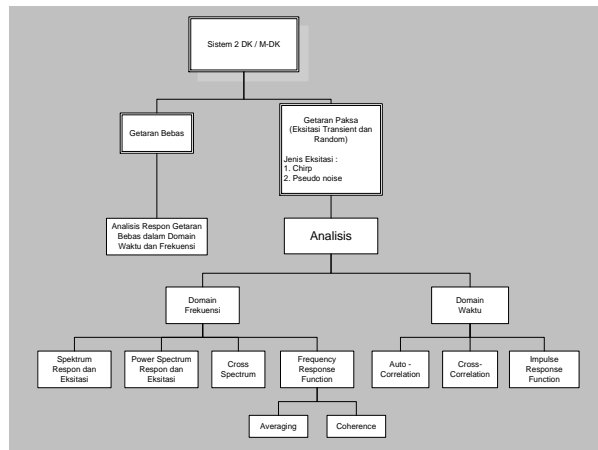 Sistem 2 DK / M-DK
Getaran Bebas
Getaran Paksa
(Eksitasi Transient dan
Random)
Jenis Eksitasi :
1. Chirp
2. Pseudo noise
Analisis Respon Getaran
Bebas dalam Domain
Waktu dan Frekuensi
Analisis
Domain
Frekuensi
Domain
Waktu
Spektrum
Respon dan
Eksitasi
Power Spectrum
Respon dan
Eksitasi
Cross
Spectrum
Frequency
Response
Function
Auto -
Correlation
Cross-
Correlation
Impulse
Response
Function
Averaging
Coherence